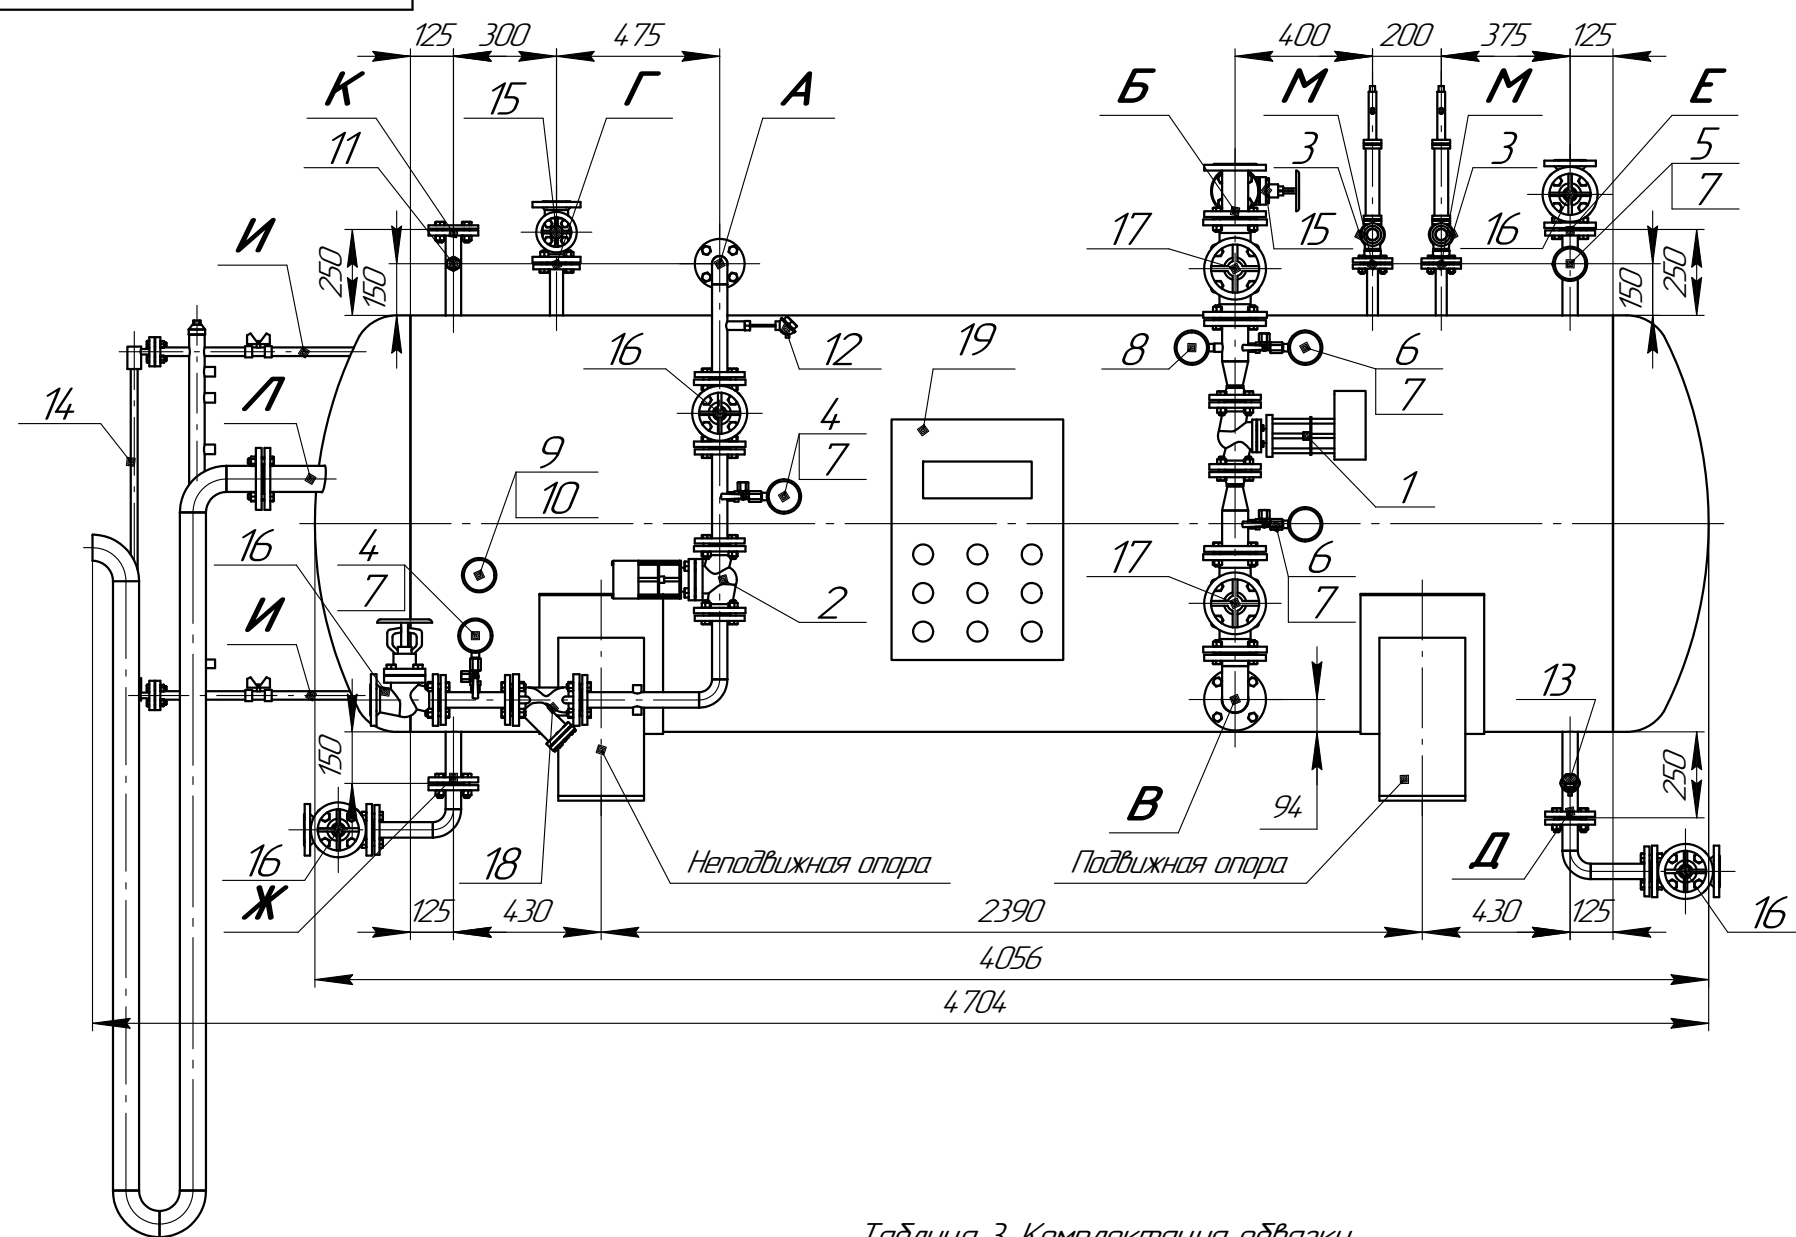 125 300 475 400 200 375 125
К Г А Б М М Е
15
11 3 3 5
7
И 17 15 16
250 150 150 250
16 12 19 8 6
7
Л
14 4
7
9
10 1
16 4
7 17 6
7
2
И
13
150 250
В 94
16 18 Неподвижная опора Подвижная опора Д
Ж
125 430 2390 430 125 16
4056
4704
Таблица 3. Комплектация обвязки